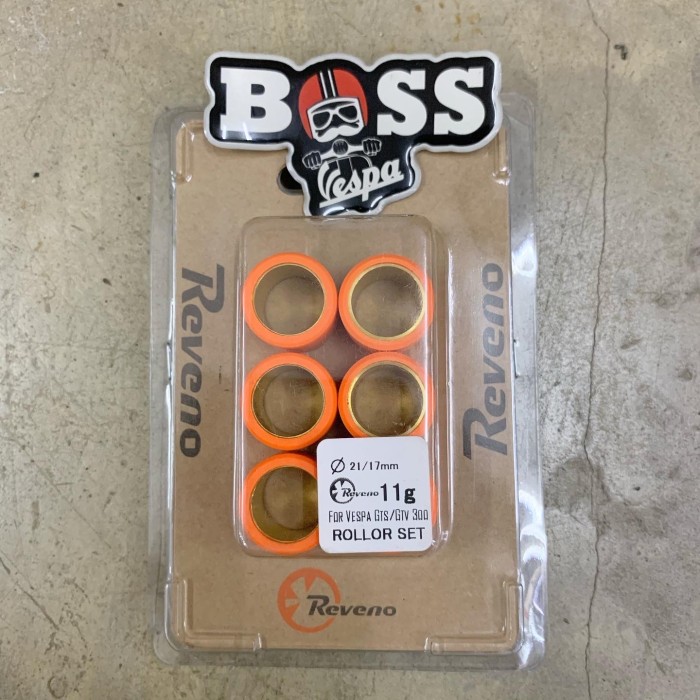 BOSS
Vespa
Reveno
Reveno
Ø 21/17mm
Reveno 11g
FOR VESPA GTS/GTV 300
ROLLOR SET
Reveno